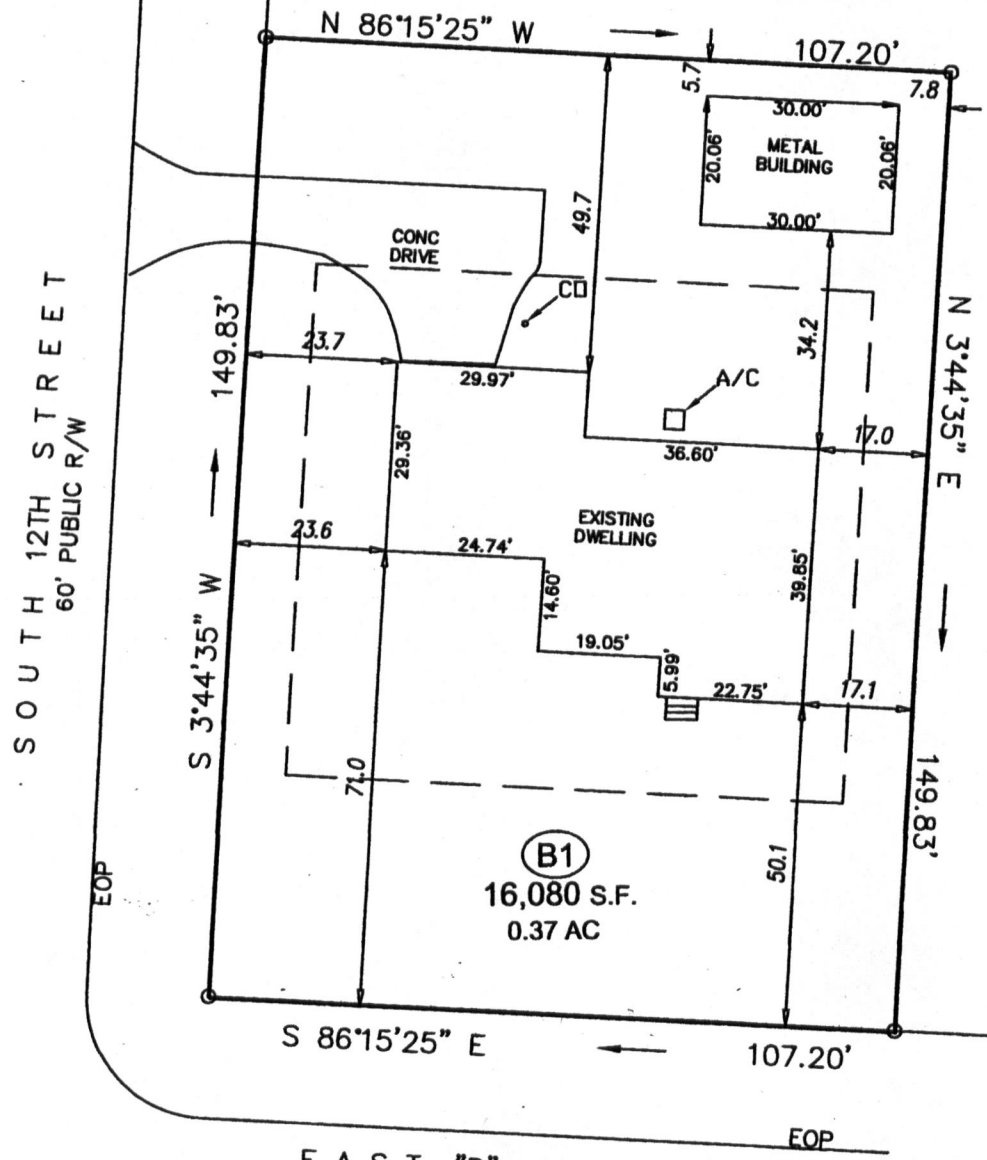 N 86°15'25" W
107.20'
5.7
7.8
30.00'
20.06'
METAL
BUILDING
20.06'
30.00'
49.7
CONC
DRIVE
CO
34.2
N 3°44'35" E
149.83'
23.7
29.97'
A/C
29.36'
36.60'
17.0
SOUTH 12TH STREET
60' PUBLIC R/W
EXISTING
DWELLING
23.6
24.74'
14.60'
39.85'
19.05'
5.99'
22.75'
17.1
S 3°44'35" W
71.0
149.83'
B1
16,080 S.F.
0.37 AC
50.1
EOP
S 86°15'25" E
107.20'
EOP
EAST